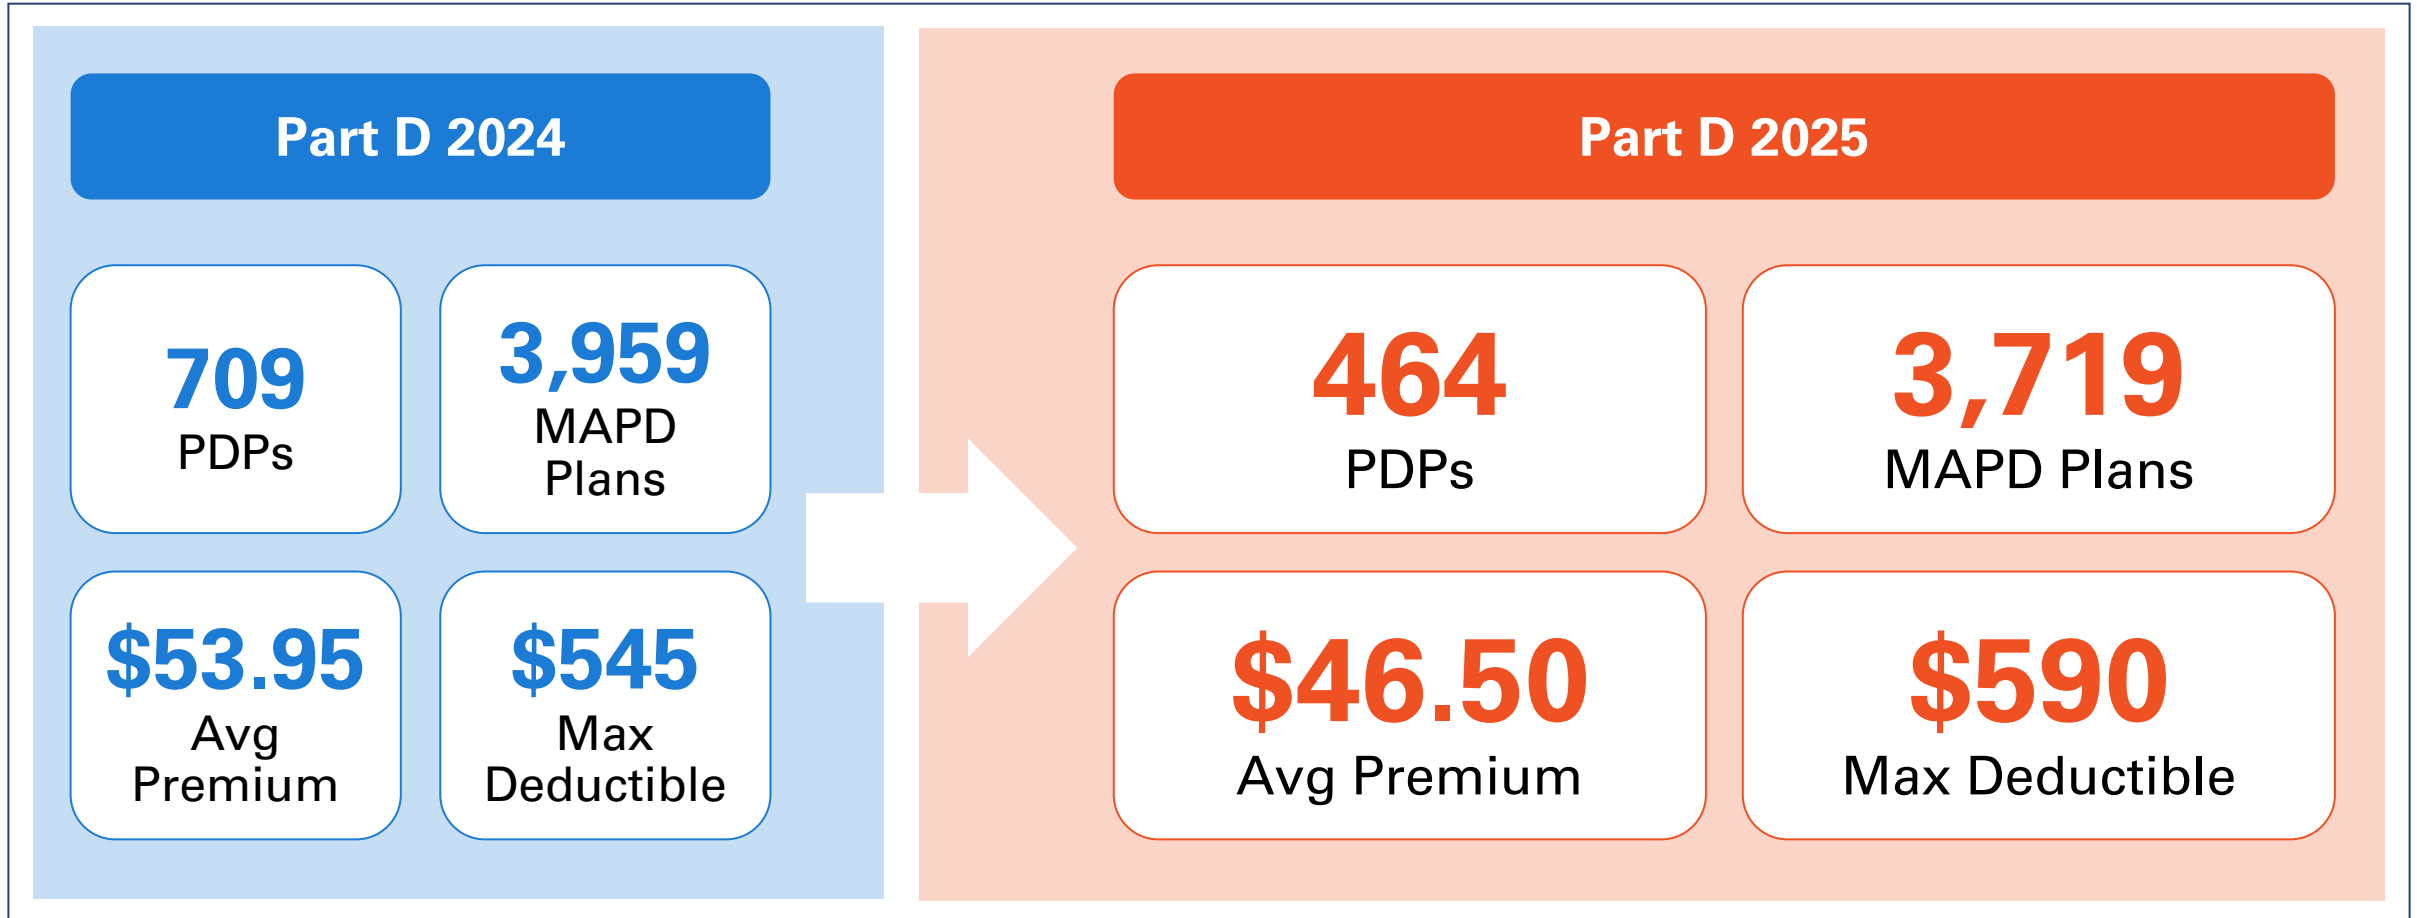 Part D 2024
709
PDPs
3,959
MAPD
Plans
$53.95
Avg
Premium
$545
Max
Deductible
Part D 2025
464
PDPs
3,719
MAPD Plans
$46.50
Avg Premium
$590
Max Deductible